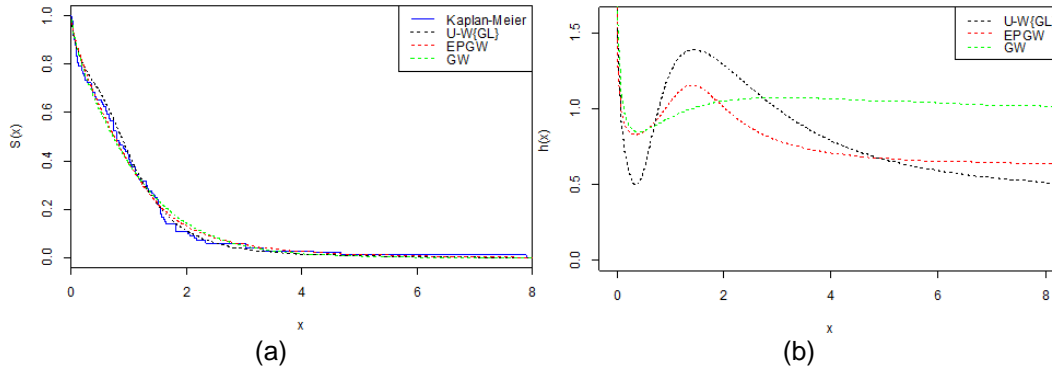 Kaplan-Meier
U-W{GL}
EPGW
GW
S(x)
1.0
0.8
0.6
0.4
0.2
0.0
0 2 4 6 8
x
(a)
U-W{GL
EPGW
GW
h(x)
1.5
1.0
0.5
0.0
0 2 4 6 8
x
(b)